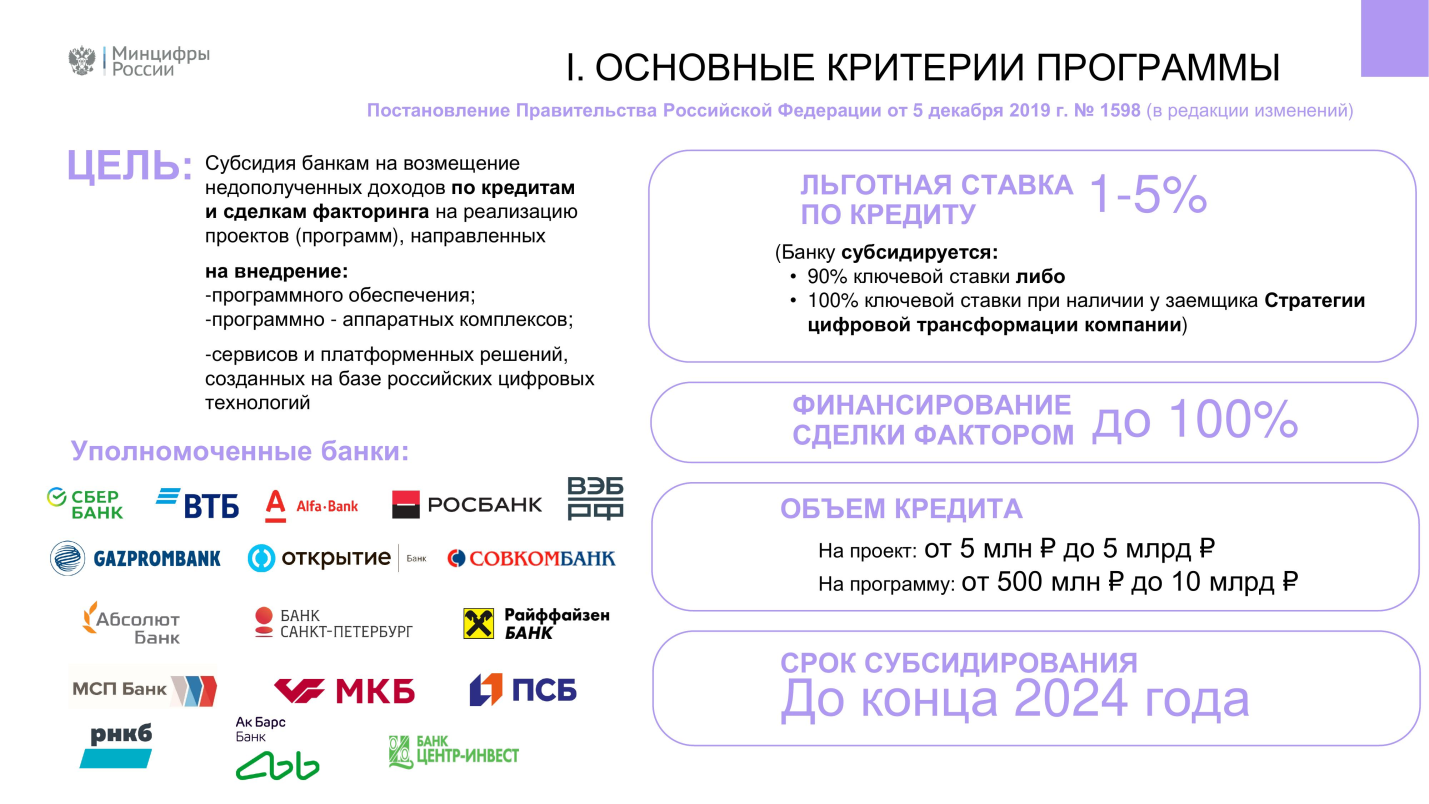 Минцифры
России
I. ОСНОВНЫЕ КРИТЕРИИ ПРОГРАММЫ
Постановление Правительства Российской Федерации от 5 декабря 2019 г. № 1598 (в редакции изменений)
ЦЕЛЬ:
Субсидия банкам на возмещение
недополученных доходов по кредитам
и сделкам факторинга на реализацию
проектов (программ), направленных
на внедрение:
-программного обеспечения;
-программно - аппаратных комплексов;
-сервисов и платформенных решений,
созданных на базе российских цифровых
технологий
Уполномоченные банки:
СБЕР
БАНК
ВТБ
А
Alfa·Bank
РОСБАНК
ВЭБ
РФ
GAZPROMBANK
открытие
Банк
СОВКОМБАНК
Абсолют
Банк
БАНК
САНКТ-ПЕТЕРБУРГ
Райффайзен
БАНК
МСП Банк
МКБ
ПСБ
рнкб
Ак Барс
Банк
БАНК
ЦЕНТР-ИНВЕСТ
ЛЬГОТНАЯ СТАВКА
ПО КРЕДИТУ
1-5%
(Банку субсидируется:
• 90% ключевой ставки либо
• 100% ключевой ставки при наличии у заемщика Стратегии
цифровой трансформации компании)
ФИНАНСИРОВАНИЕ
СДЕЛКИ ФАКТОРОМ
до 100%
ОБЪЕМ КРЕДИТА
На проект: от 5 млн ₽ до 5 млрд ₽
На программу: от 500 млн ₽ до 10 млрд ₽
СРОК СУБСИДИРОВАНИЯ
До конца 2024 года